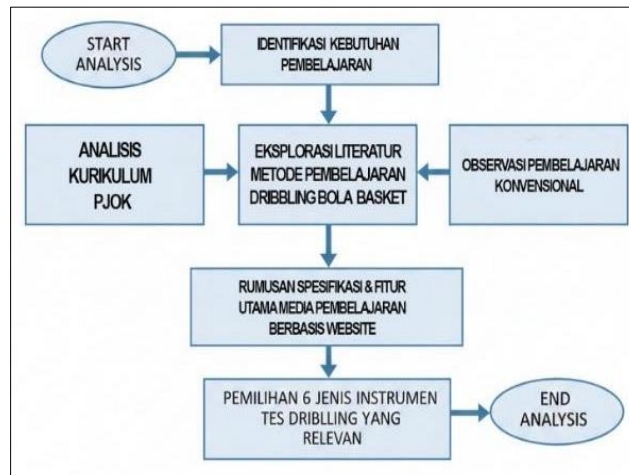 START
ANALYSIS
IDENTIFIKASI KEBUTUHAN
PEMBELAJARAN
ANALISIS
KURIKULUM
PJOK
EKSPLORASI LITERATUR
METODE PEMBELAJARAN
DRIBBLING BOLA BASKET
OBSERVASI PEMBELAJARAN
KONVENSIONAL
RUMUSAN SPESIFIKASI & FITUR
UTAMA MEDIA PEMBELAJARAN
BERBASIS WEBSITE
PEMILIHAN 6 JENIS INSTRUMEN
TES DRIBLLING YANG
RELEVAN
END
ANALYSIS